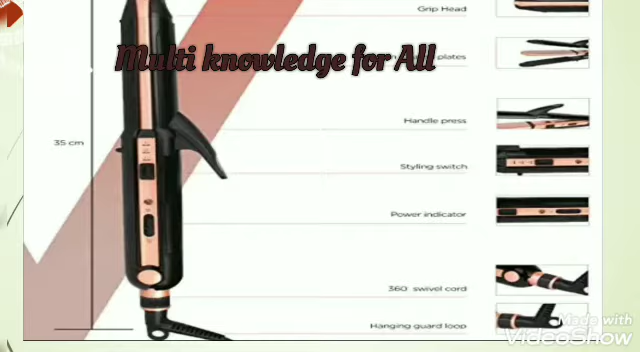 Grip Head
Multi knowledge for All
plates
Handle press
35 cm
Styling switch
Power indicator
360 swivel cord
Hanging guard loop
Made with
VideoShow